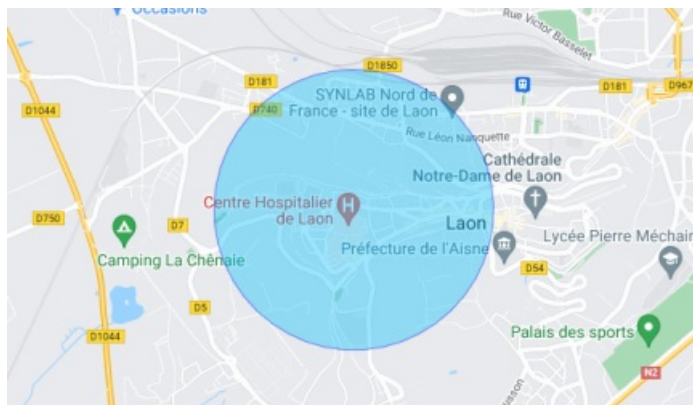 Occasions
Rue Victor Basselet
D1850
D181
D1044
SYNLAB Nord de
France - site de Laon
D181
D967
D740
Rue Léon Nanquette
Cathédrale
Notre-Dame de Laon
Centre Hospitalier
de Laon
H
D750
D7
Laon
Préfecture de l'Aisne
Lycée Pierre Méchain
Camping La Chênaie
D54
D5
D1044
Palais des sports
N2